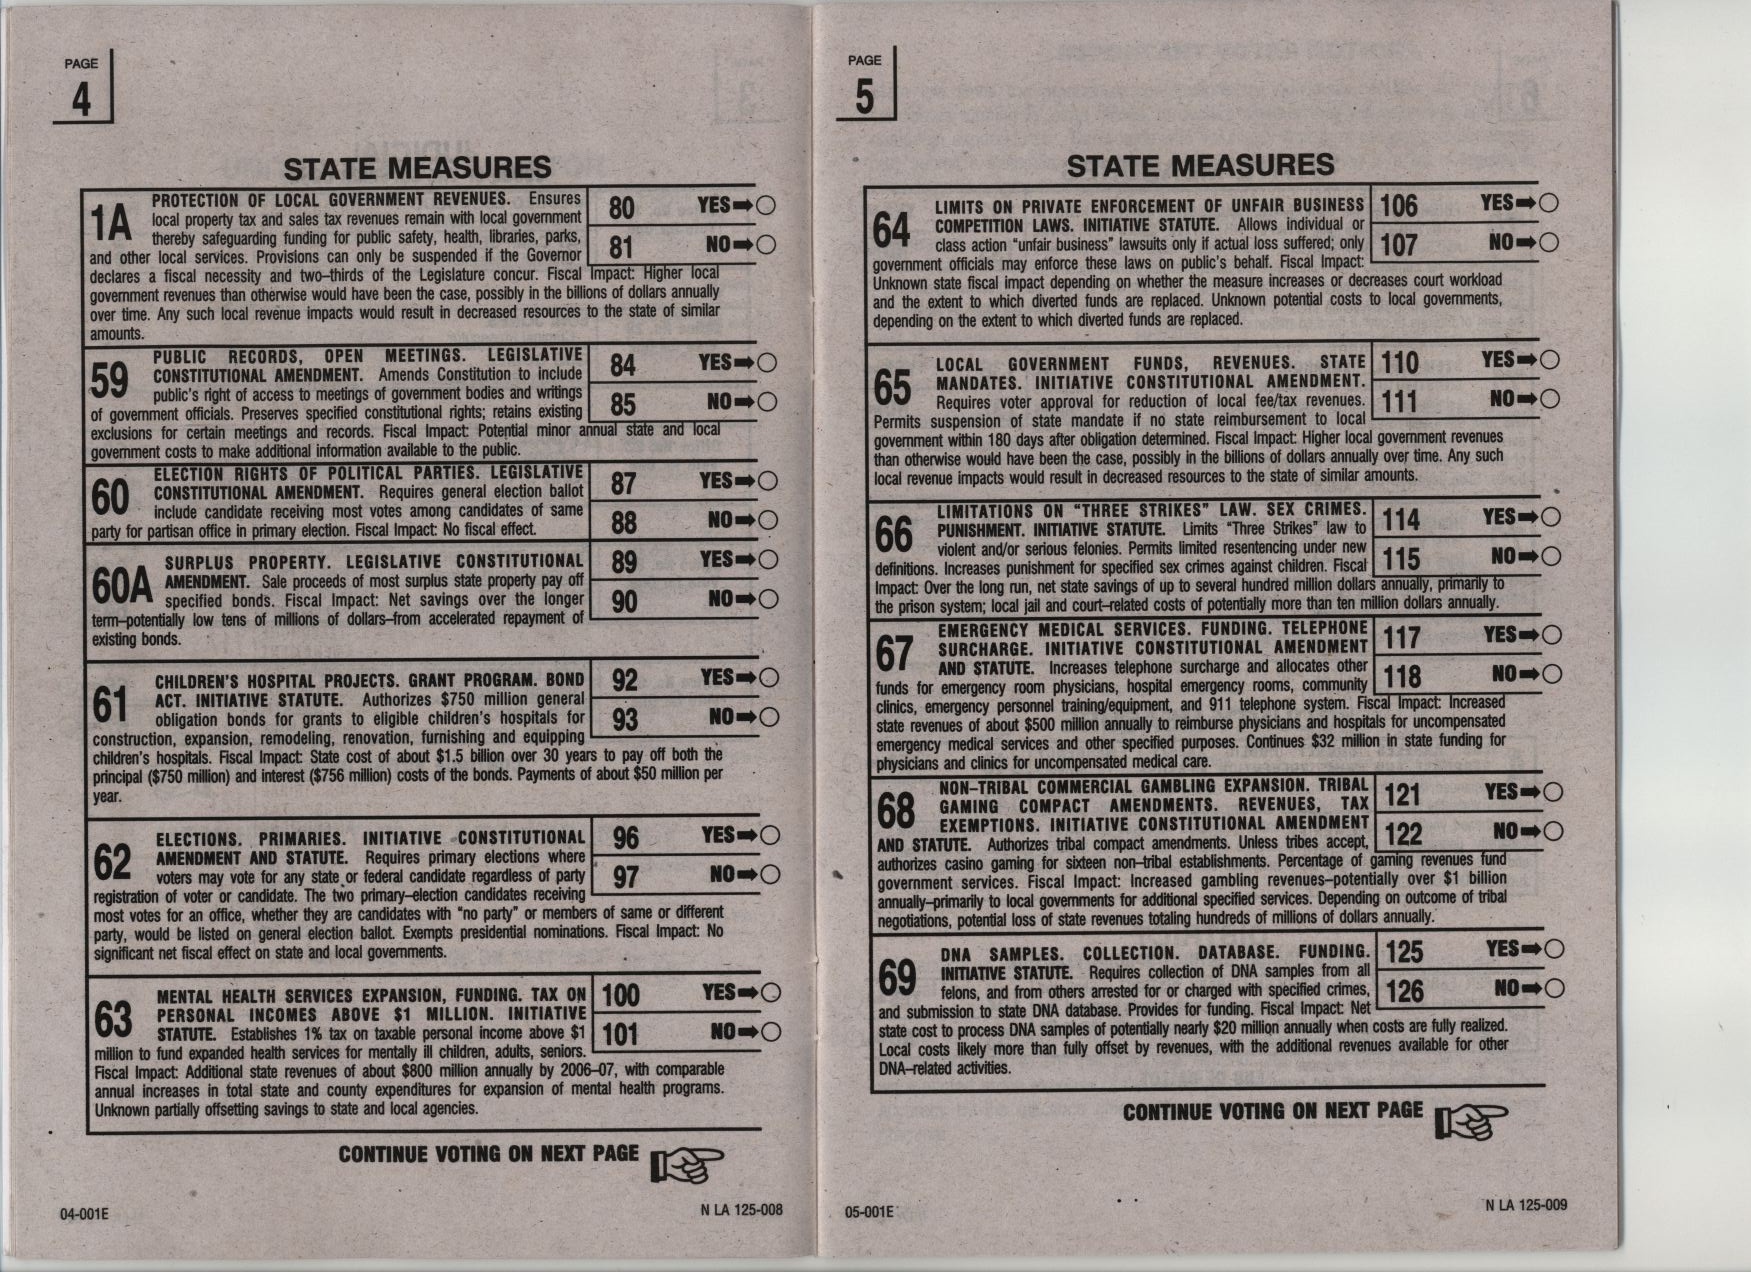 PAGE
4
STATE MEASURES
1A
PROTECTION OF LOCAL GOVERNMENT REVENUES. Ensures
local property tax and sales tax revenues remain with local government
thereby safeguarding funding for public safety, health, libraries, parks,
and other local services. Provisions can only be suspended if the Governor
declares a fiscal necessity and two–thirds of the Legislature concur. Fiscal Impact: Higher local
government revenues than otherwise would have been the case, possibly in the billions of dollars annually
over time. Any such local revenue impacts would result in decreased resources to the state of similar
amounts.
80 YES
81 NO
59
PUBLIC RECORDS, OPEN MEETINGS. LEGISLATIVE
CONSTITUTIONAL AMENDMENT. Amends Constitution to include
public's right of access to meetings of government bodies and writings
of government officials. Preserves specified constitutional rights; retains existing
exclusions for certain meetings and records. Fiscal Impact: Potential minor annual state and local
government costs to make additional information available to the public.
84 YES
85 NO
60
ELECTION RIGHTS OF POLITICAL PARTIES. LEGISLATIVE
CONSTITUTIONAL AMENDMENT. Requires general election ballot
include candidate receiving most votes among candidates of same
party for partisan office in primary election. Fiscal Impact: No fiscal effect.
87 YES
88 NO
60A
SURPLUS PROPERTY. LEGISLATIVE CONSTITUTIONAL
AMENDMENT. Sale proceeds of most surplus state property pay off
specified bonds. Fiscal Impact: Net savings over the longer
term–potentially low tens of millions of dollars–from accelerated repayment of
existing bonds.
89 YES
90 NO
61
CHILDREN'S HOSPITAL PROJECTS. GRANT PROGRAM. BOND
ACT. INITIATIVE STATUTE. Authorizes $750 million general
obligation bonds for grants to eligible children's hospitals for
construction, expansion, remodeling, renovation, furnishing and equipping
children's hospitals. Fiscal Impact: State cost of about $1.5 billion over 30 years to pay off both the
principal ($750 million) and interest ($756 million) costs of the bonds. Payments of about $50 million per
year.
92 YES
93 NO
62
ELECTIONS. PRIMARIES. INITIATIVE CONSTITUTIONAL
AMENDMENT AND STATUTE. Requires primary elections where
voters may vote for any state or federal candidate regardless of party
registration of voter or candidate. The two primary–election candidates receiving
most votes for an office, whether they are candidates with "no party" or members of same or different
party, would be listed on general election ballot. Exempts presidential nominations. Fiscal Impact: No
significant net fiscal effect on state and local governments.
96 YES
97 NO
63
MENTAL HEALTH SERVICES EXPANSION, FUNDING. TAX ON
PERSONAL INCOMES ABOVE $1 MILLION. INITIATIVE
STATUTE. Establishes 1% tax on taxable personal income above $1
million to fund expanded health services for mentally ill children, adults, seniors.
Fiscal Impact: Additional state revenues of about $800 million annually by 2006–07, with comparable
annual increases in total state and county expenditures for expansion of mental health programs.
Unknown partially offsetting savings to state and local agencies.
100 YES
101 NO
CONTINUE VOTING ON NEXT PAGE
04-001E
N LA 125-008
PAGE
5
STATE MEASURES
64
LIMITS ON PRIVATE ENFORCEMENT OF UNFAIR BUSINESS
COMPETITION LAWS. INITIATIVE STATUTE. Allows individual or
class action "unfair business" lawsuits only if actual loss suffered; only
government officials may enforce these laws on public's behalf. Fiscal Impact:
Unknown state fiscal impact depending on whether the measure increases or decreases court workload
and the extent to which diverted funds are replaced. Unknown potential costs to local governments,
depending on the extent to which diverted funds are replaced.
106 YES
107 NO
65
LOCAL GOVERNMENT FUNDS, REVENUES. STATE
MANDATES. INITIATIVE CONSTITUTIONAL AMENDMENT.
Requires voter approval for reduction of local fee/tax revenues.
Permits suspension of state mandate if no state reimbursement to local
government within 180 days after obligation determined. Fiscal Impact: Higher local government revenues
than otherwise would have been the case, possibly in the billions of dollars annually over time. Any such
local revenue impacts would result in decreased resources to the state of similar amounts.
110 YES
111 NO
66
LIMITATIONS ON "THREE STRIKES" LAW. SEX CRIMES.
PUNISHMENT. INITIATIVE STATUTE. Limits "Three Strikes" law to
violent and/or serious felonies. Permits limited resentencing under new
definitions. Increases punishment for specified sex crimes against children. Fiscal
Impact: Over the long run, net state savings of up to several hundred million dollars annually, primarily to
the prison system; local jail and court–related costs of potentially more than ten million dollars annually.
114 YES
115 NO
67
EMERGENCY MEDICAL SERVICES. FUNDING. TELEPHONE
SURCHARGE. INITIATIVE CONSTITUTIONAL AMENDMENT
AND STATUTE. Increases telephone surcharge and allocates other
funds for emergency room physicians, hospital emergency rooms, community
clinics, emergency personnel training/equipment, and 911 telephone system. Fiscal Impact: Increased
state revenues of about $500 million annually to reimburse physicians and hospitals for uncompensated
emergency medical services and other specified purposes. Continues $32 million in state funding for
physicians and clinics for uncompensated medical care.
117 YES
118 NO
68
NON–TRIBAL COMMERCIAL GAMBLING EXPANSION. TRIBAL
GAMING COMPACT AMENDMENTS. REVENUES, TAX
EXEMPTIONS. INITIATIVE CONSTITUTIONAL AMENDMENT
AND STATUTE. Authorizes tribal compact amendments. Unless tribes accept,
authorizes casino gaming for sixteen non–tribal establishments. Percentage of gaming revenues fund
government services. Fiscal Impact: Increased gambling revenues–potentially over $1 billion
annually–primarily to local governments for additional specified services. Depending on outcome of tribal
negotiations, potential loss of state revenues totaling hundreds of millions of dollars annually.
121 YES
122 NO
69
DNA SAMPLES. COLLECTION. DATABASE. FUNDING.
INITIATIVE STATUTE. Requires collection of DNA samples from all
felons, and from others arrested for or charged with specified crimes,
and submission to state DNA database. Provides for funding. Fiscal Impact: Net
state cost to process DNA samples of potentially nearly $20 million annually when costs are fully realized.
Local costs likely more than fully offset by revenues, with the additional revenues available for other
DNA–related activities.
125 YES
126 NO
CONTINUE VOTING ON NEXT PAGE
05-001E
N LA 125-009